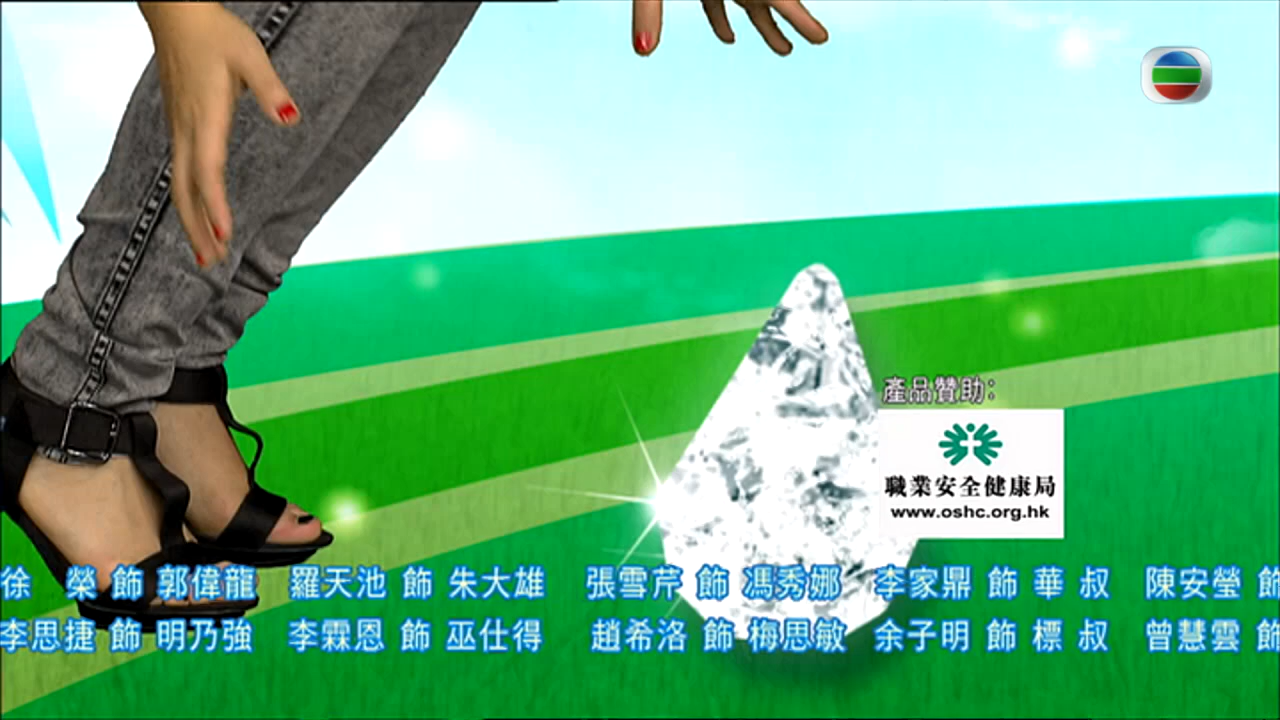 產品贊助：
職業安全健康局
www.oshc.org.hk
徐 榮 飾 郭偉龍 羅天池 飾 朱大雄 張雪芹 飾 馮秀娜 李家鼎 飾 華 叔 陳安瑩 飾
李思捷 飾 明乃強 李霖恩 飾 巫仕得 趙希洛 飾 梅思敏 余子明 飾 標 叔 曾慧雲 飾